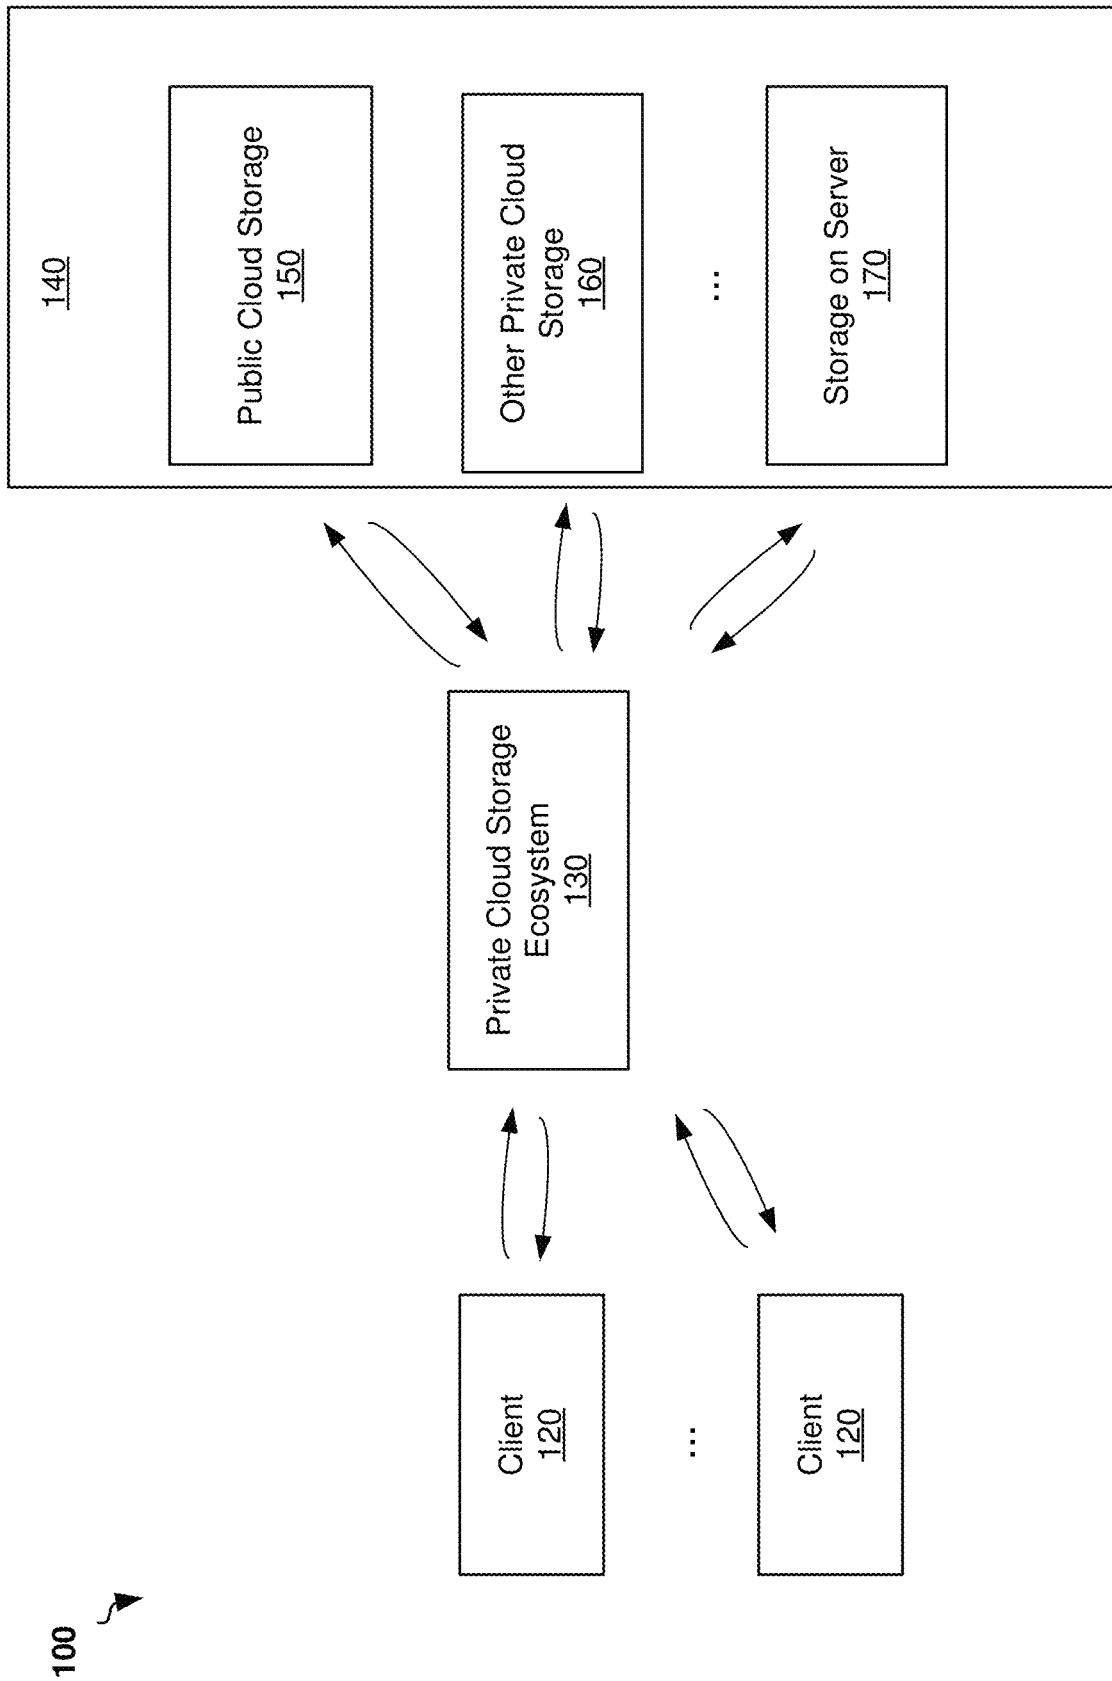 100
Client
120
...
Client
120
Private Cloud Storage
Ecosystem
130
140
Public Cloud Storage
150
Other Private Cloud
Storage
160
...
Storage on Server
170